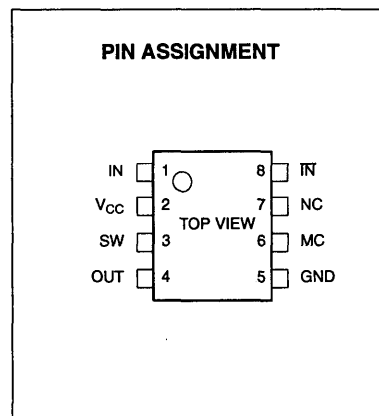 PIN ASSIGNMENT
IN 1 8 I̅N̅
VCC 2 7 NC
TOP VIEW
SW 3 6 MC
OUT 4 5 GND